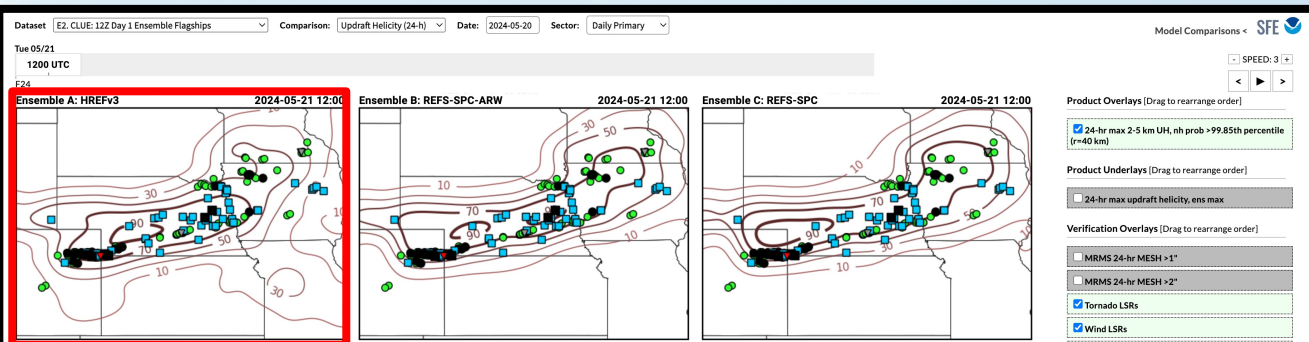 Dataset E2. CLUE: 12Z Day 1 Ensemble Flagships Comparison: Updraft Helicity (24-h) Date: 2024-05-20 Sector: Daily Primary
Model Comparisons < SFE
Tue 05/21
1200 UTC
- SPEED: 3 +
F24
< ▶ >
Ensemble A: HREFv3 2024-05-21 12:00
30
90
70
50
10
10
30
Ensemble B: REFS-SPC-ARW 2024-05-21 12:00
30
50
10
70
90
10
Ensemble C: REFS-SPC 2024-05-21 12:00
10
70
50
90
30
10
Product Overlays [Drag to rearrange order]
24-hr max 2-5 km UH, nh prob >99.85th percentile
(r=40 km)
Product Underlays [Drag to rearrange order]
24-hr max updraft helicity, ens max
Verification Overlays [Drag to rearrange order]
MRMS 24-hr MESH >1"
MRMS 24-hr MESH >2"
Tornado LSRs
Wind LSRs